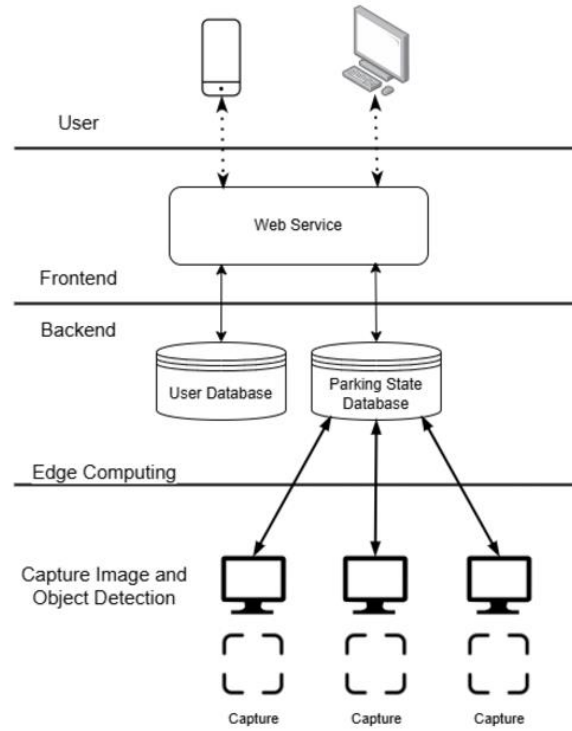 User
Web Service
Frontend
Backend
User Database
Parking State
Database
Edge Computing
Capture Image and
Object Detection
Capture
Capture
Capture